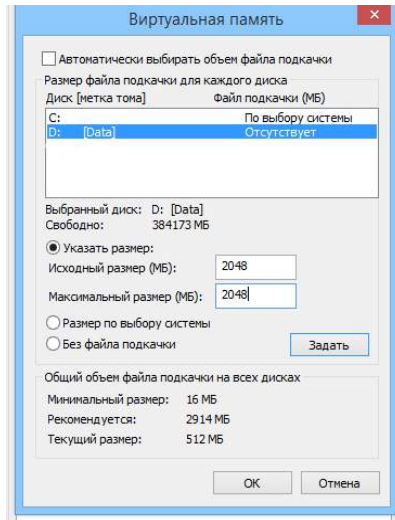 Виртуальная память
Автоматически выбирать объем файла подкачки
Размер файла подкачки для каждого диска
Диск [метка тома] Файл подкачки (МБ)
C: По выбору системы
D: [Data] Отсутствует
Выбранный диск: D: [Data]
Свободно: 384173 МБ
Указать размер:
Исходный размер (МБ): 2048
Максимальный размер (МБ): 2048
Размер по выбору системы
Без файла подкачки Задать
Общий объем файла подкачки на всех дисках
Минимальный размер: 16 МБ
Рекомендуется: 2914 МБ
Текущий размер: 512 МБ
ОК Отмена